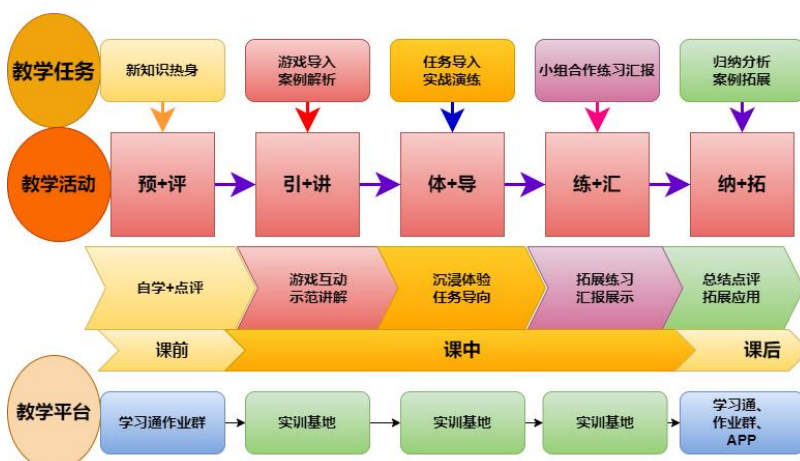 教学任务
新知识热身
游戏导入
案例解析
任务导入
实战演练
小组合作练习汇报
归纳分析
案例拓展
教学活动
预+评
引+讲
体+导
练+汇
纳+拓
自学+点评
游戏互动
示范讲解
沉浸体验
任务导向
拓展练习
汇报展示
总结点评
拓展应用
课前
课中
课后
教学平台
学习通作业群
实训基地
实训基地
实训基地
学习通、
作业群、
APP